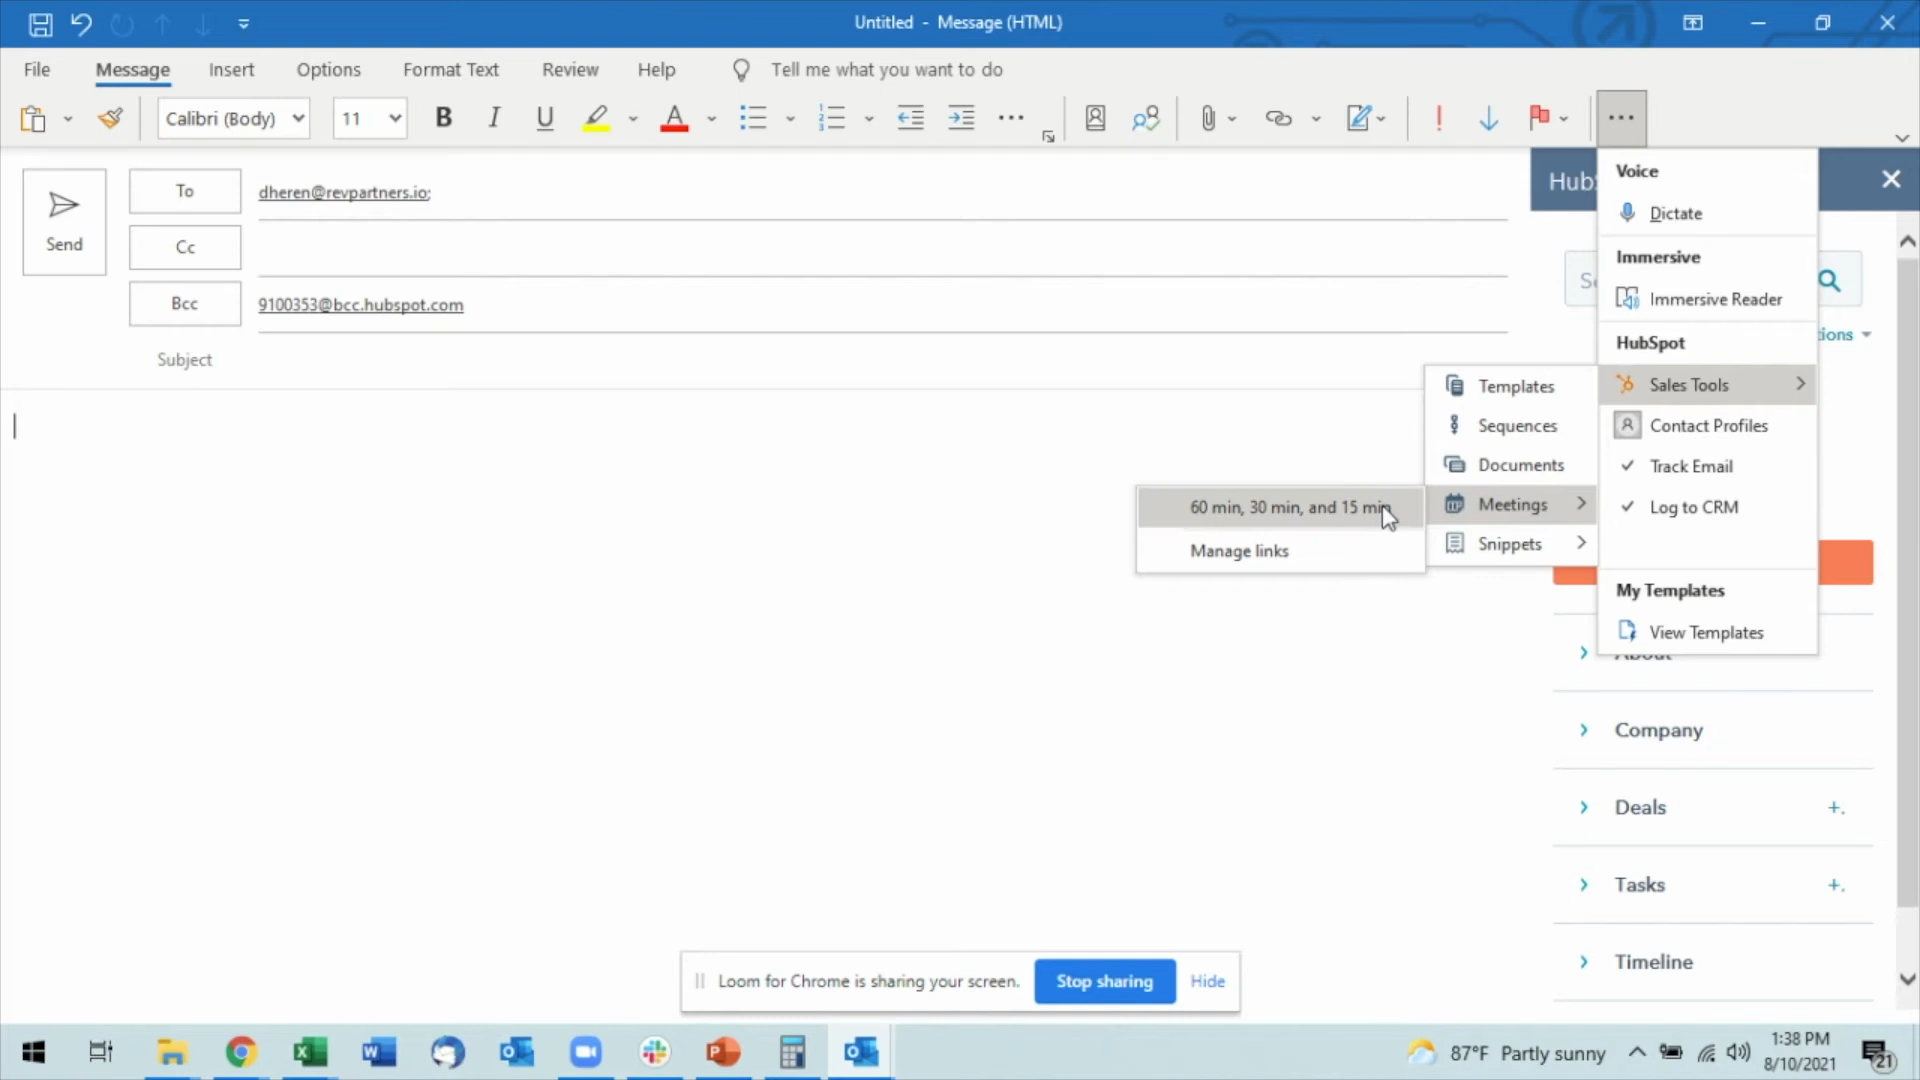 Untitled - Message (HTML)
File
Message
Insert
Options
Format Text
Review
Help
Tell me what you want to do
Calibri (Body)
11
B
I
U
A
Send
To
dheren@revpartners.io;
Cc
Bcc
9100353@bcc.hubspot.com
Subject
HubS
Voice
Dictate
Immersive
Immersive Reader
HubSpot
tions
Sales Tools
Contact Profiles
Track Email
Log to CRM
My Templates
View Templates
Templates
Sequences
Documents
Meetings
Snippets
60 min, 30 min, and 15 min
Manage links
About
Company
Deals
Tasks
Timeline
Loom for Chrome is sharing your screen.
Stop sharing
Hide
87°F Partly sunny
1:38 PM
8/10/2021
21